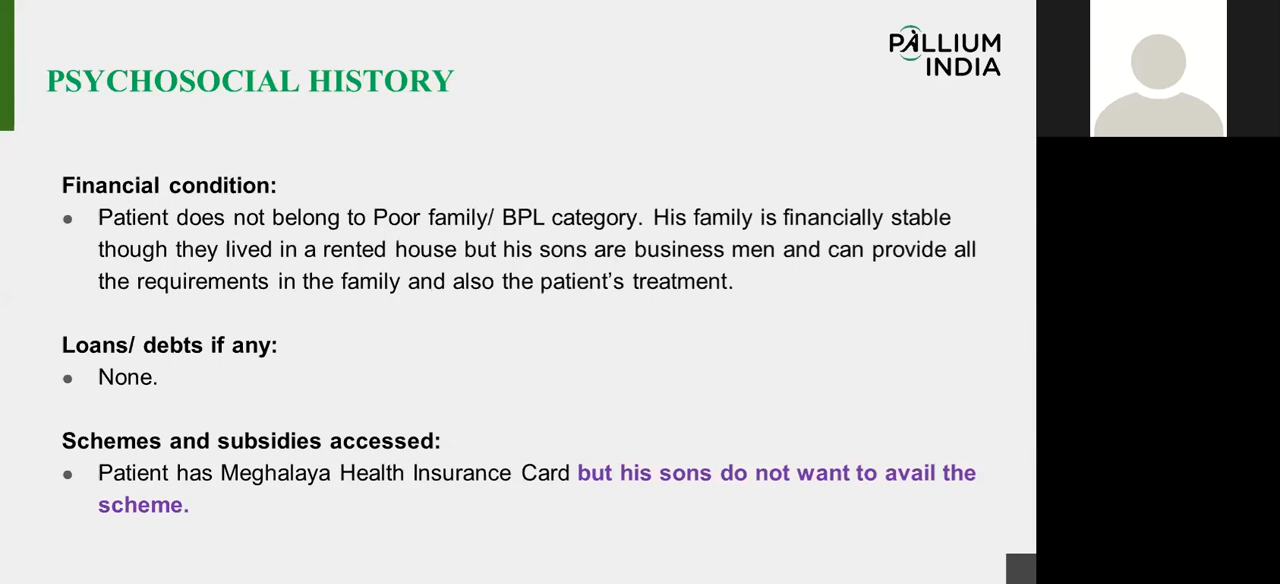 PALLIUM
INDIA
PSYCHOSOCIAL HISTORY
Financial condition:
● Patient does not belong to Poor family/ BPL category. His family is financially stable
though they lived in a rented house but his sons are business men and can provide all
the requirements in the family and also the patient's treatment.
Loans/ debts if any:
● None.
Schemes and subsidies accessed:
● Patient has Meghalaya Health Insurance Card but his sons do not want to avail the
scheme.